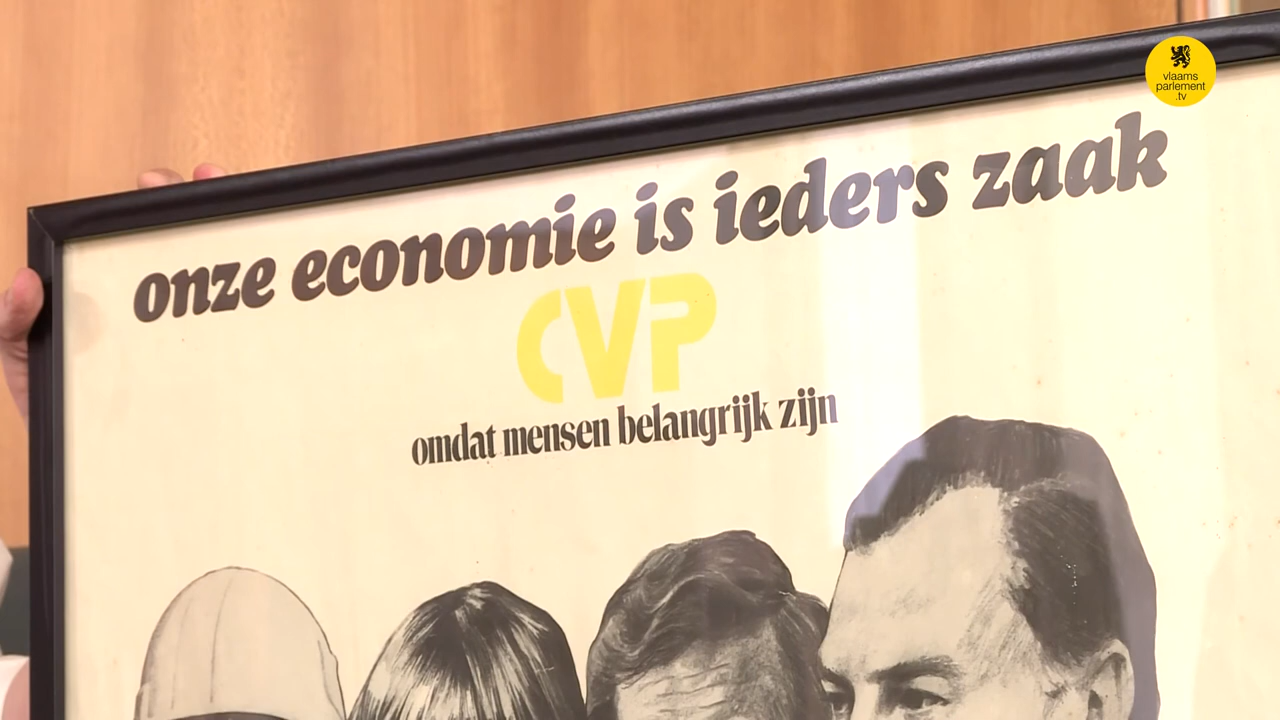 vlaams
parlement
.tv
onze economie is ieders zaak
CVP
omdat mensen belangrijk zijn